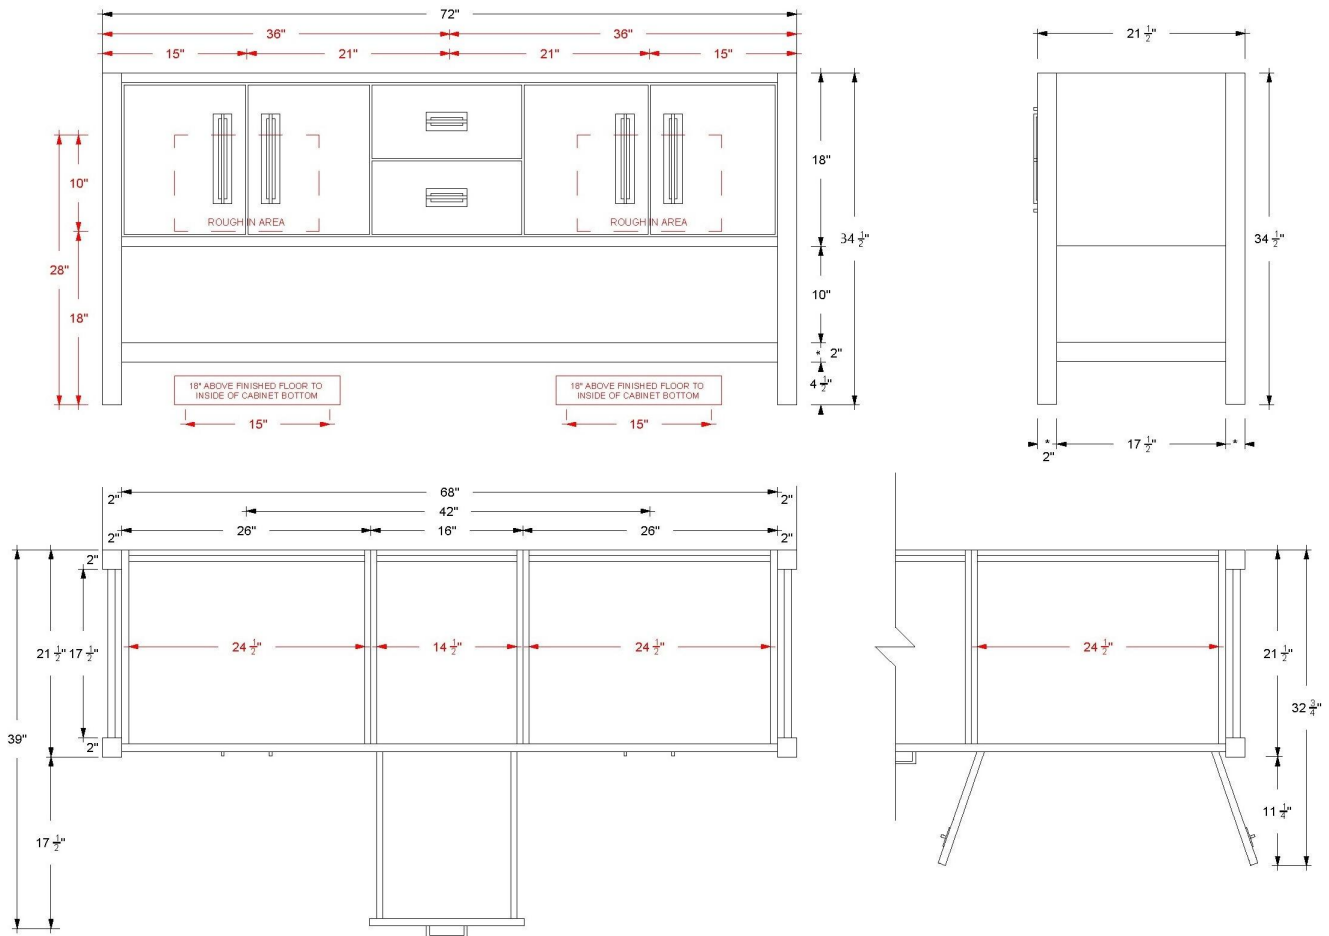 72"
36" 36"
15" 21" 21" 15"
10"
28"
18"
ROUGH IN AREA
ROUGH IN AREA
18"
34 1/2"
10"
* 2"
4 1/2"
18" ABOVE FINISHED FLOOR TO
INSIDE OF CABINET BOTTOM
15"
18" ABOVE FINISHED FLOOR TO
INSIDE OF CABINET BOTTOM
15"
21 1/2"
34 1/2"
* 17 1/2" *
2"
2" 68" 2"
42"
2" 26" 16" 26" 2"
2"
24 1/2" 14 1/2" 24 1/2"
21 1/2" 17 1/2"
39"
2"
17 1/2"
24 1/2"
21 1/2"
32 3/4"
11 1/4"